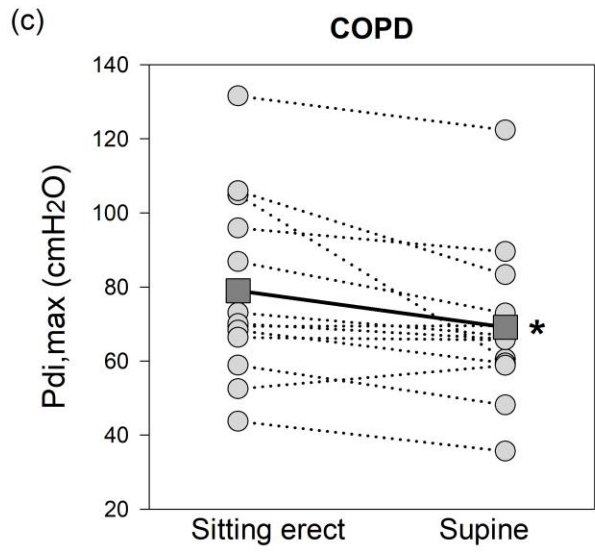 (c)
COPD
Pdi,max (cmH2O)
140
120
100
80
60
40
20
*
Sitting erect
Supine